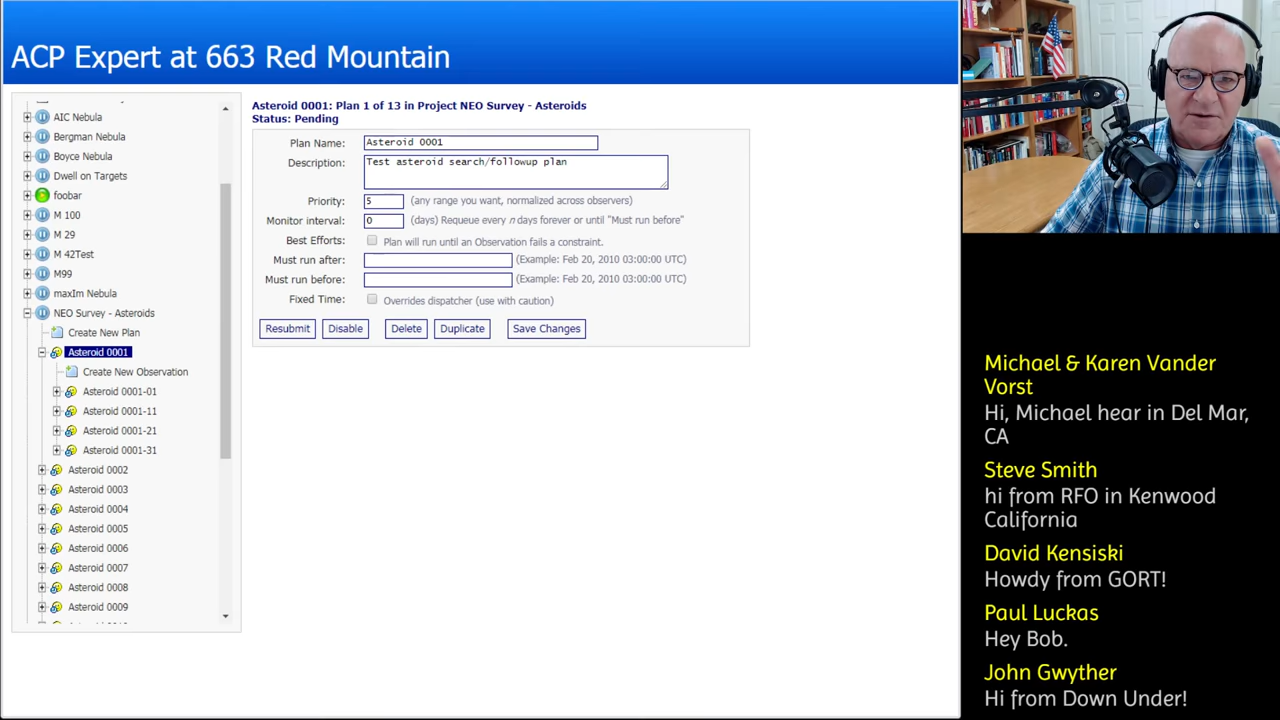 ACP Expert at 663 Red Mountain
AIC Nebula
Bergman Nebula
Boyce Nebula
Dwell on Targets
foobar
M 100
M 29
M 42Test
M99
maxIm Nebula
NEO Survey - Asteroids
Create New Plan
Asteroid 0001
Create New Observation
Asteroid 0001-01
Asteroid 0001-11
Asteroid 0001-21
Asteroid 0001-31
Asteroid 0002
Asteroid 0003
Asteroid 0004
Asteroid 0005
Asteroid 0006
Asteroid 0007
Asteroid 0008
Asteroid 0009
Asteroid 0001: Plan 1 of 13 in Project NEO Survey - Asteroids
Status: Pending
Plan Name: Asteroid 0001
Description: Test asteroid search/followup plan
Priority: 5 (any range you want, normalized across observers)
Monitor interval: 0 (days) Requeue every n days forever or until "Must run before"
Best Efforts: Plan will run until an Observation fails a constraint.
Must run after: (Example: Feb 20, 2010 03:00:00 UTC)
Must run before: (Example: Feb 20, 2010 03:00:00 UTC)
Fixed Time: Overrides dispatcher (use with caution)
Resubmit Disable Delete Duplicate Save Changes
Michael & Karen Vander
Vorst
Hi, Michael hear in Del Mar,
CA
Steve Smith
hi from RFO in Kenwood
California
David Kensiski
Howdy from GORT!
Paul Luckas
Hey Bob.
John Gwyther
Hi from Down Under!